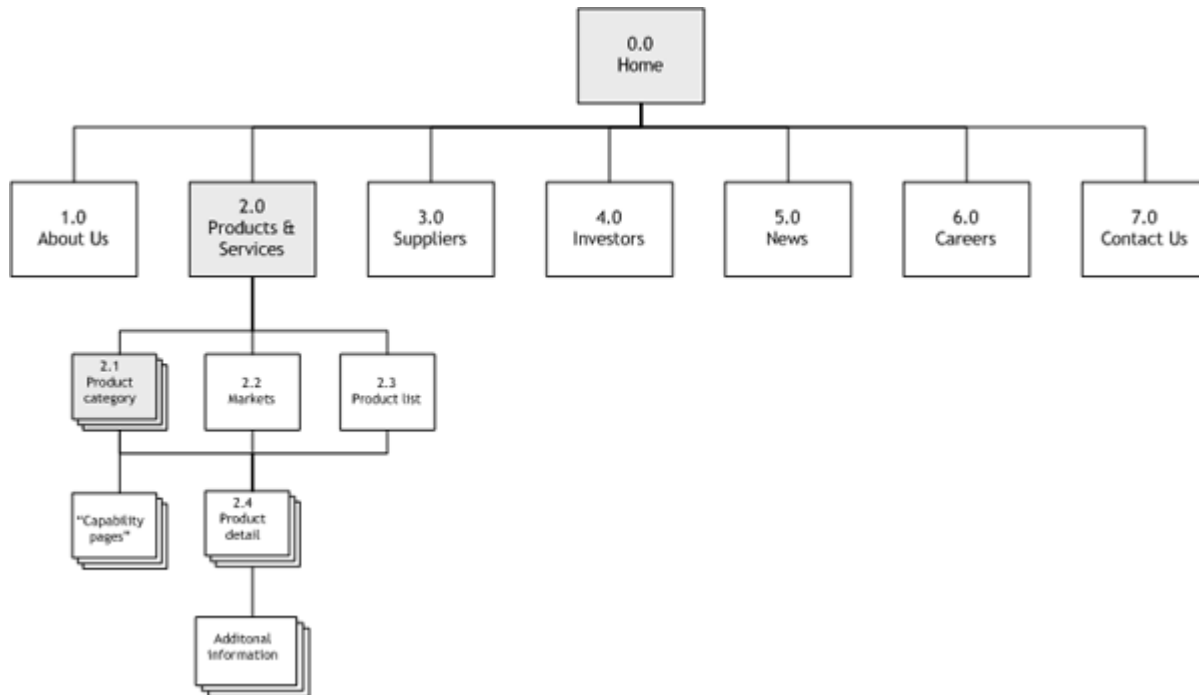 0.0
Home
1.0
About Us
2.0
Products &
Services
3.0
Suppliers
4.0
Investors
5.0
News
6.0
Careers
7.0
Contact Us
2.1
Product
category
2.2
Markets
2.3
Product list
"Capability
pages"
2.4
Product
detail
Additonal
information